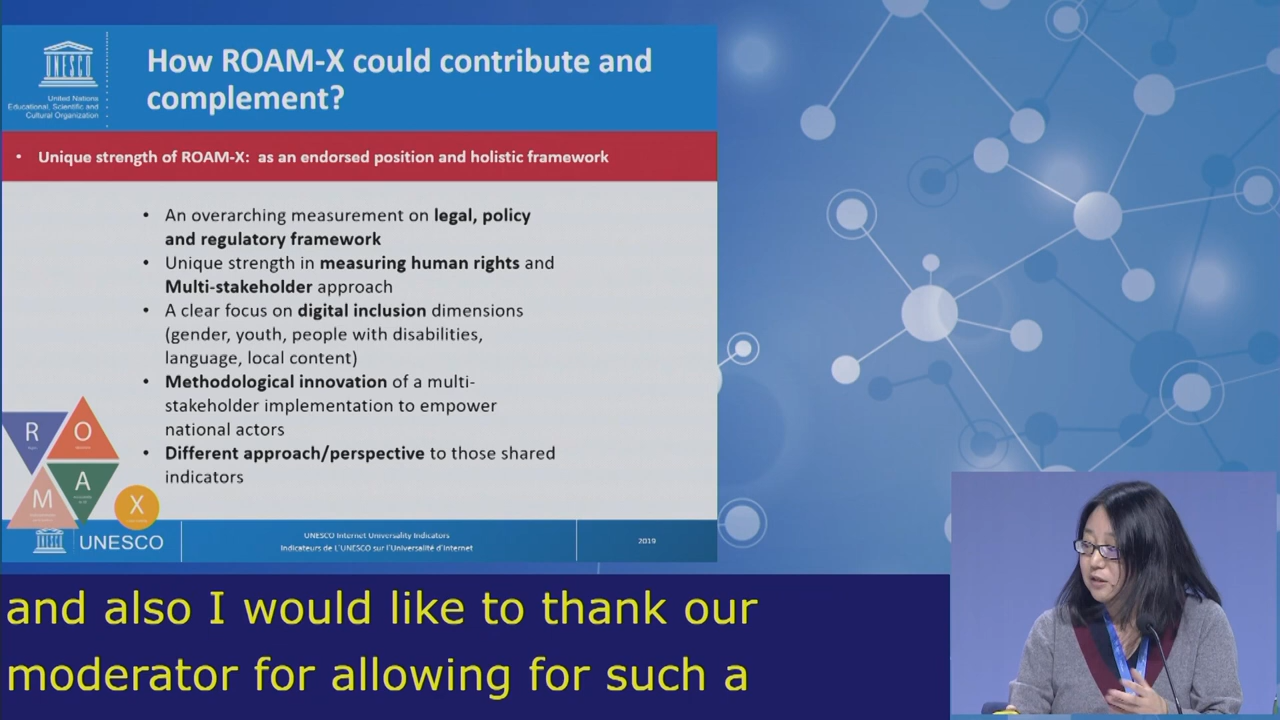 UNESCO
United Nations
Educational, Scientific and
Cultural Organization
How ROAM-X could contribute and
complement?
• Unique strength of ROAM-X: as an endorsed position and holistic framework
• An overarching measurement on legal, policy
and regulatory framework
• Unique strength in measuring human rights and
Multi-stakeholder approach
• A clear focus on digital inclusion dimensions
(gender, youth, people with disabilities,
language, local content)
• Methodological innovation of a multi-
stakeholder implementation to empower
national actors
• Different approach/perspective to those shared
indicators
R
O
A
M
X
UNESCO
UNESCO Internet Universality Indicators
Indicateurs de L'UNESCO sur l'Universalité d'Internet
2019
and also I would like to thank our
moderator for allowing for such a